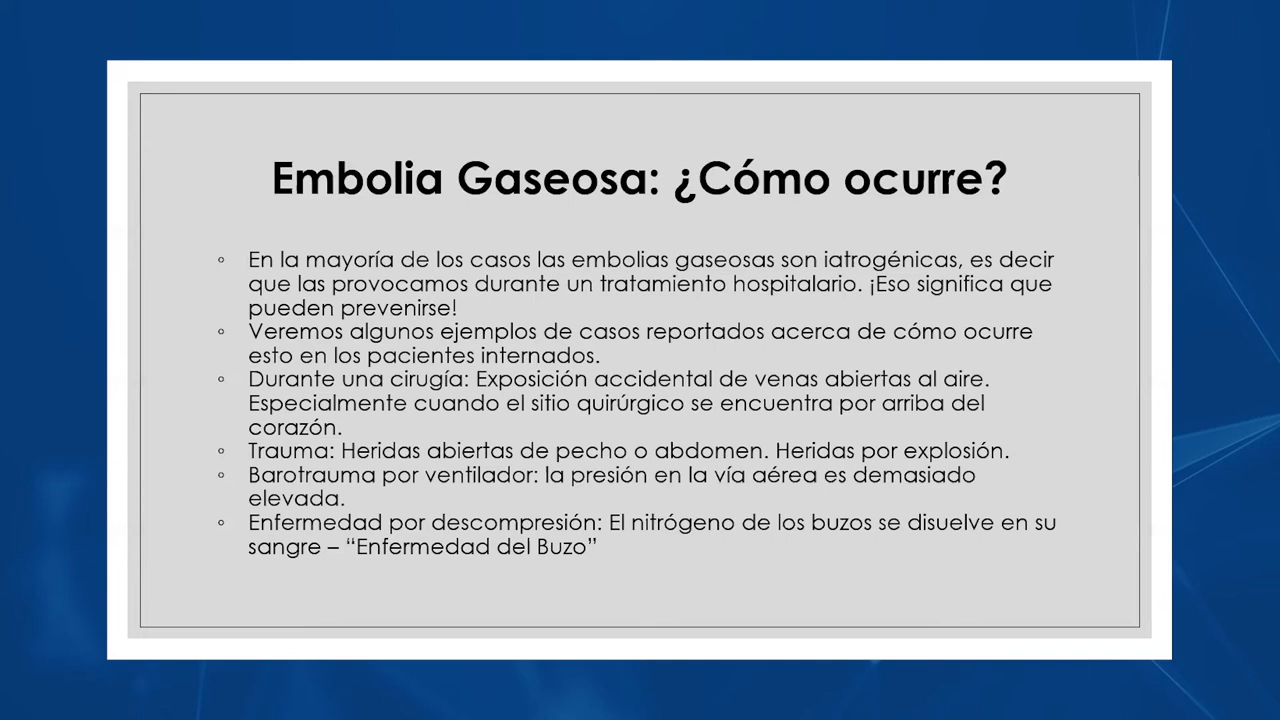 Embolia Gaseosa: ¿Cómo ocurre?
◦ En la mayoría de los casos las embolias gaseosas son iatrogénicas, es decir
que las provocamos durante un tratamiento hospitalario. ¡Eso significa que
pueden prevenirse!
◦ Veremos algunos ejemplos de casos reportados acerca de cómo ocurre
esto en los pacientes internados.
◦ Durante una cirugía: Exposición accidental de venas abiertas al aire.
Especialmente cuando el sitio quirúrgico se encuentra por arriba del
corazón.
◦ Trauma: Heridas abiertas de pecho o abdomen. Heridas por explosión.
◦ Barotrauma por ventilador: la presión en la vía aérea es demasiado
elevada.
◦ Enfermedad por descompresión: El nitrógeno de los buzos se disuelve en su
sangre – “Enfermedad del Buzo”